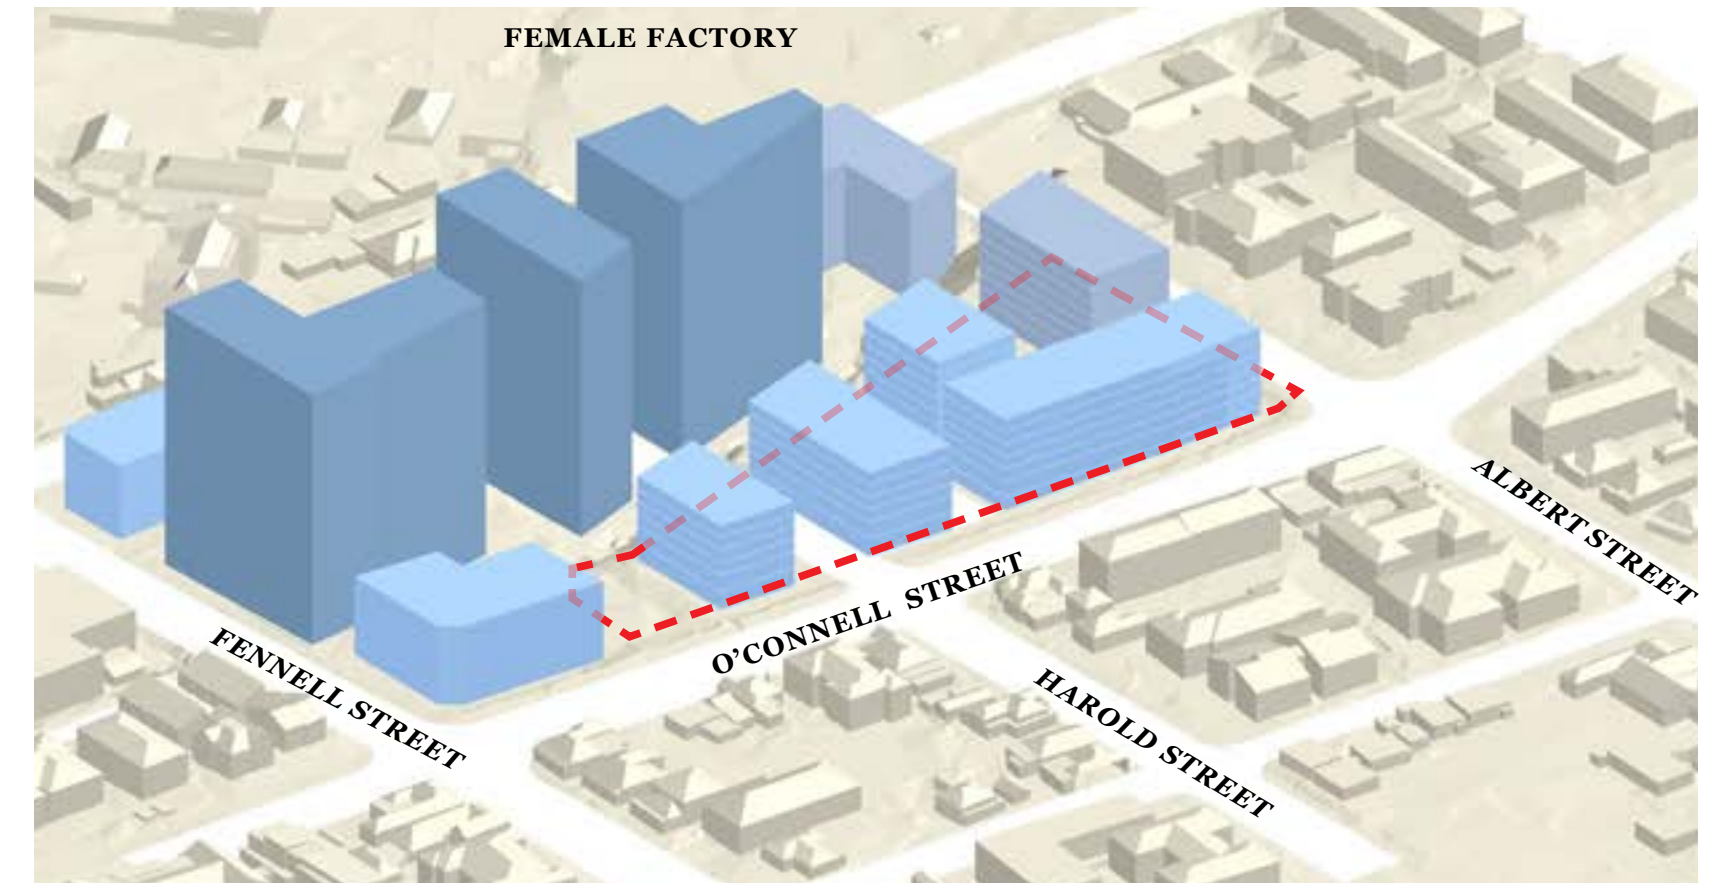 FEMALE FACTORY
ALBERT STREET
O’CONNELL STREET
FENNELL STREET
HAROLD STREET